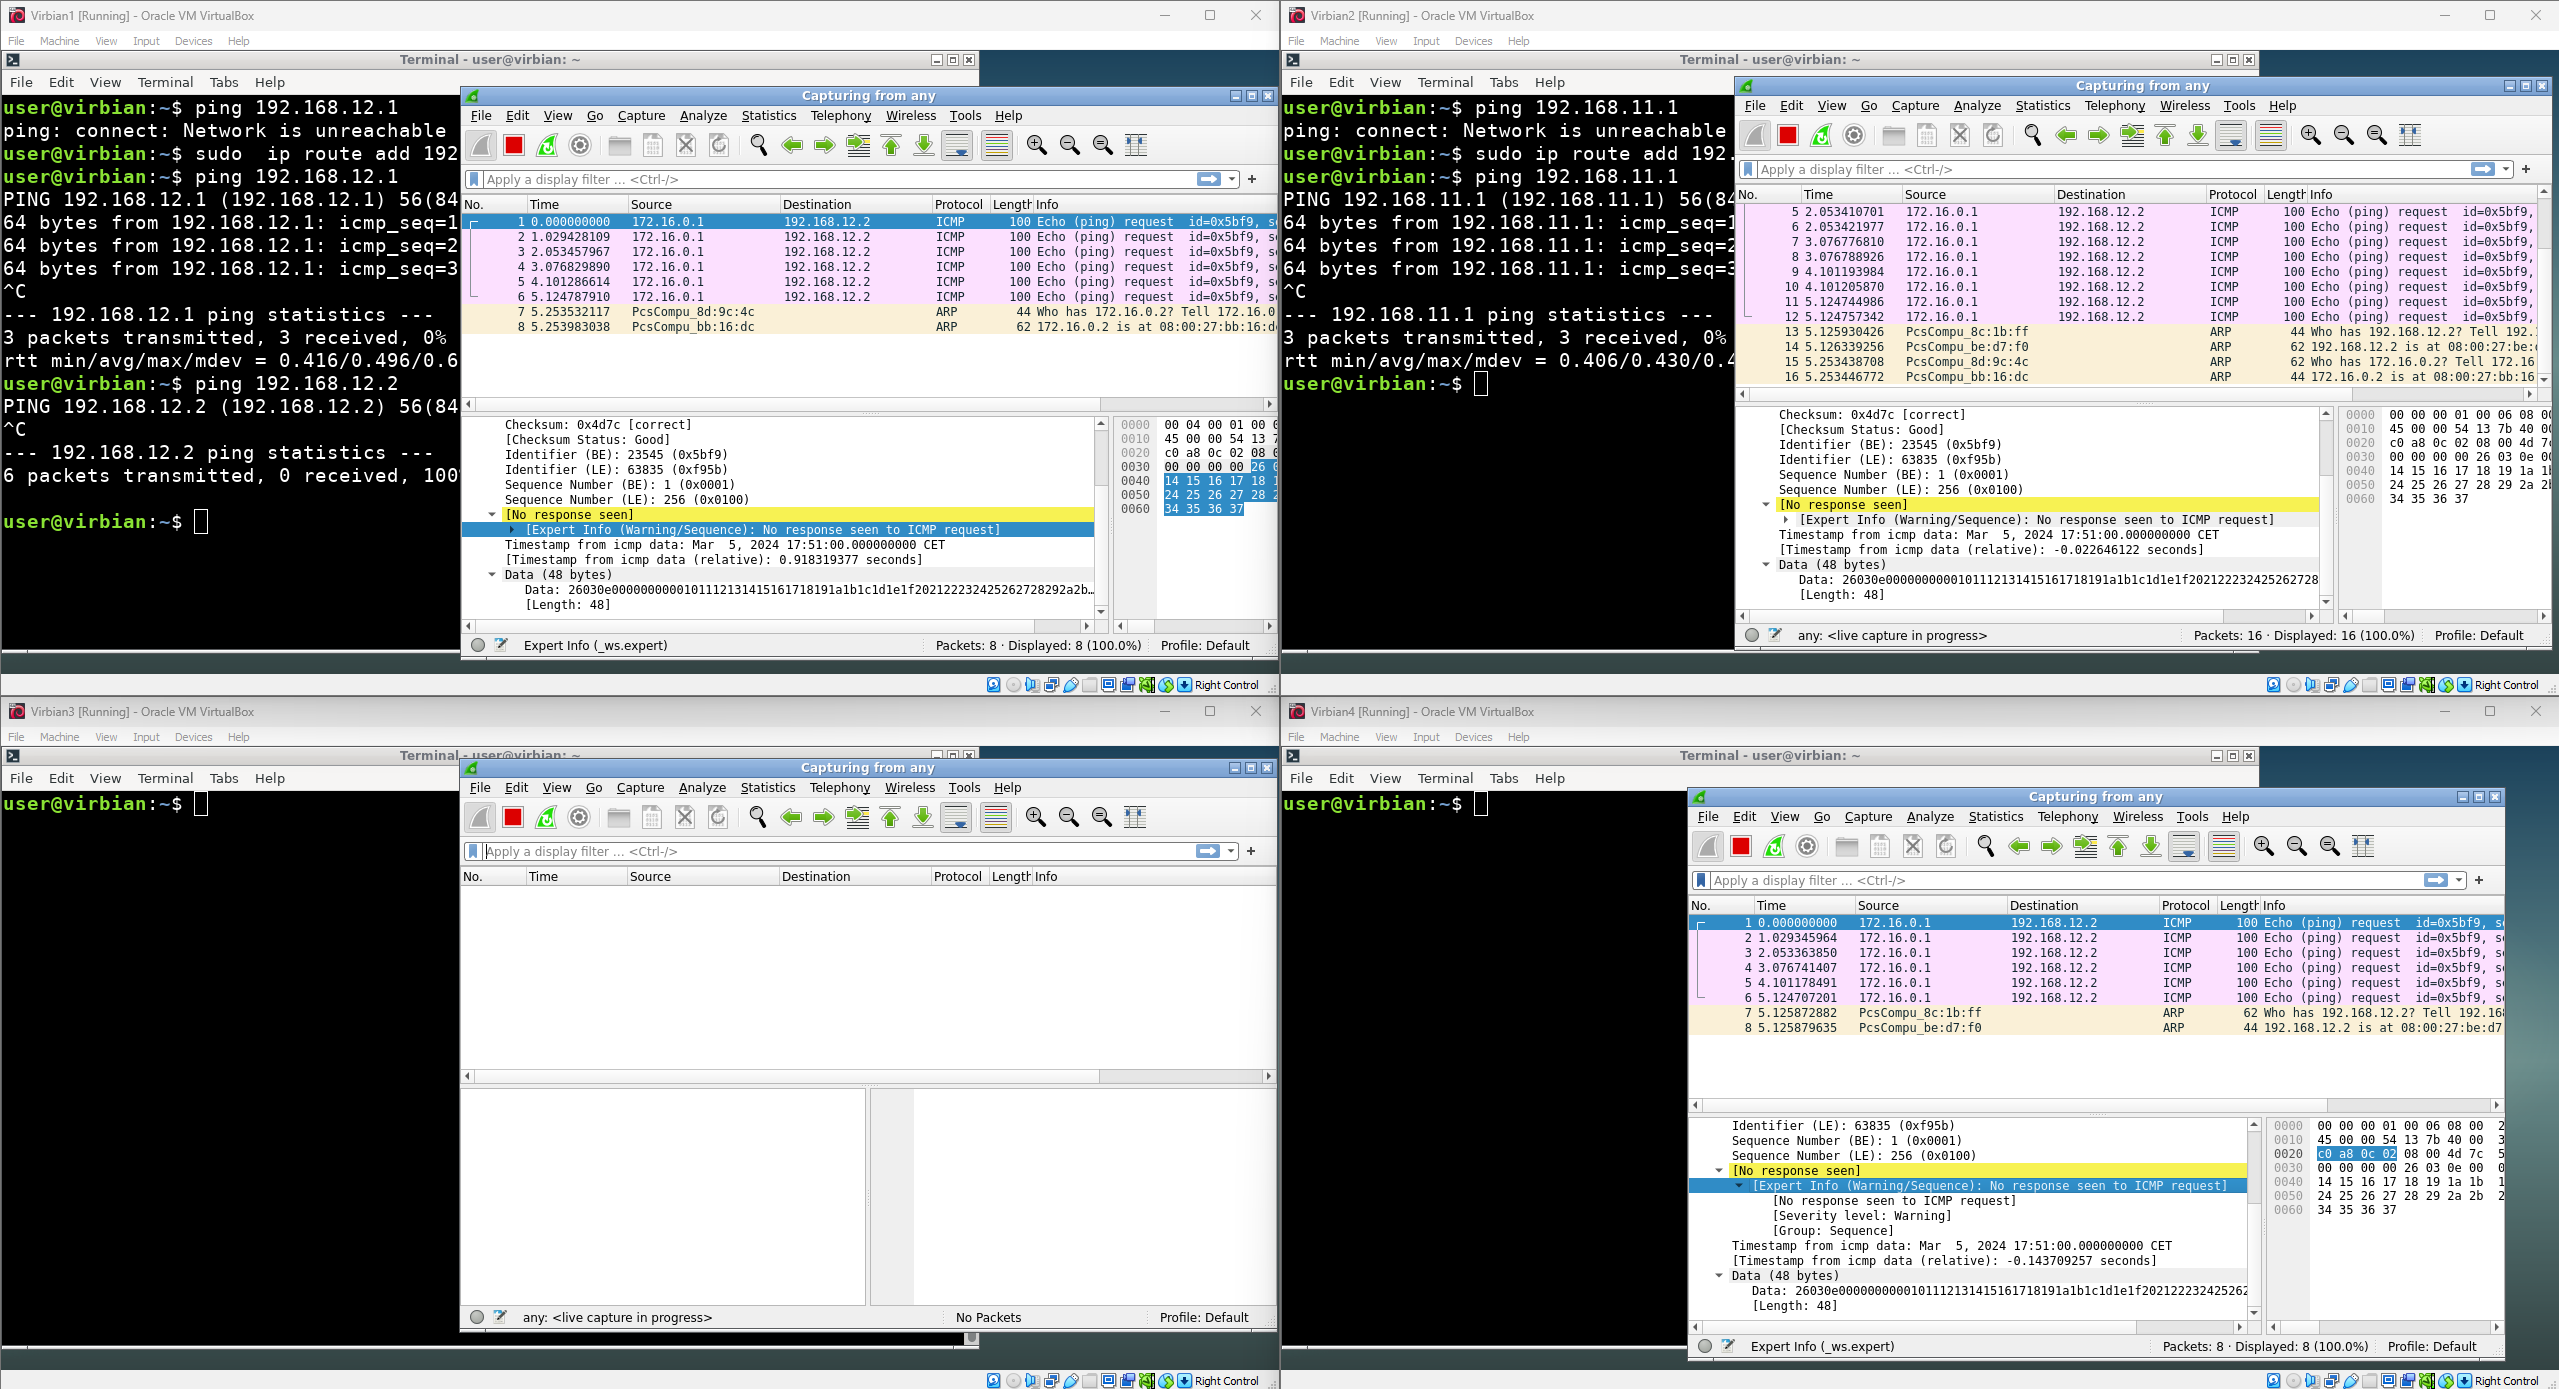 Virbian1 [Running] - Oracle VM VirtualBox
File Machine View Input Devices Help
Terminal - user@virbian: ~
File Edit View Terminal Tabs Help
user@virbian:~$ ping 192.168.12.1
ping: connect: Network is unreachable
user@virbian:~$ sudo  ip route add 192
user@virbian:~$ ping 192.168.12.1
PING 192.168.12.1 (192.168.12.1) 56(84
64 bytes from 192.168.12.1: icmp_seq=1
64 bytes from 192.168.12.1: icmp_seq=2
64 bytes from 192.168.12.1: icmp_seq=3
^C
--- 192.168.12.1 ping statistics ---
3 packets transmitted, 3 received, 0%
rtt min/avg/max/mdev = 0.416/0.496/0.6
user@virbian:~$ ping 192.168.12.2
PING 192.168.12.2 (192.168.12.2) 56(84
^C
--- 192.168.12.2 ping statistics ---
6 packets transmitted, 0 received, 100
user@virbian:~$
Capturing from any
File Edit View Go Capture Analyze Statistics Telephony Wireless Tools Help
Apply a display filter ... <Ctrl-/>
No. Time Source Destination Protocol Length Info
1 0.000000000 172.16.0.1 192.168.12.2 ICMP 100 Echo (ping) request  id=0x5bf9, s
2 1.029428109 172.16.0.1 192.168.12.2 ICMP 100 Echo (ping) request  id=0x5bf9, s
3 2.053457967 172.16.0.1 192.168.12.2 ICMP 100 Echo (ping) request  id=0x5bf9, s
4 3.076829890 172.16.0.1 192.168.12.2 ICMP 100 Echo (ping) request  id=0x5bf9, s
5 4.101286614 172.16.0.1 192.168.12.2 ICMP 100 Echo (ping) request  id=0x5bf9, s
6 5.124787910 172.16.0.1 192.168.12.2 ICMP 100 Echo (ping) request  id=0x5bf9, s
7 5.253532117 PcsCompu_8d:9c:4c ARP 44 Who has 172.16.0.2? Tell 172.16.0
8 5.253983038 PcsCompu_bb:16:dc ARP 62 172.16.0.2 is at 08:00:27:bb:16:d
Checksum: 0x4d7c [correct]
[Checksum Status: Good]
Identifier (BE): 23545 (0x5bf9)
Identifier (LE): 63835 (0xf95b)
Sequence Number (BE): 1 (0x0001)
Sequence Number (LE): 256 (0x0100)
[No response seen]
[Expert Info (Warning/Sequence): No response seen to ICMP request]
Timestamp from icmp data: Mar  5, 2024 17:51:00.000000000 CET
[Timestamp from icmp data (relative): 0.918319377 seconds]
Data (48 bytes)
Data: 26030e0000000000101112131415161718191a1b1c1d1e1f202122232425262728292a2b…
[Length: 48]
0000 00 04 00 01 00 0
0010 45 00 00 54 13 7
0020 c0 a8 0c 02 08 0
0030 00 00 00 00 26 0
0040 14 15 16 17 18 1
0050 24 25 26 27 28 2
0060 34 35 36 37
Expert Info (_ws.expert) Packets: 8 · Displayed: 8 (100.0%) Profile: Default
Right Control
Virbian2 [Running] - Oracle VM VirtualBox
File Machine View Input Devices Help
Terminal - user@virbian: ~
File Edit View Terminal Tabs Help
user@virbian:~$ ping 192.168.11.1
ping: connect: Network is unreachable
user@virbian:~$ sudo ip route add 192.
user@virbian:~$ ping 192.168.11.1
PING 192.168.11.1 (192.168.11.1) 56(84
64 bytes from 192.168.11.1: icmp_seq=1
64 bytes from 192.168.11.1: icmp_seq=2
64 bytes from 192.168.11.1: icmp_seq=3
^C
--- 192.168.11.1 ping statistics ---
3 packets transmitted, 3 received, 0%
rtt min/avg/max/mdev = 0.406/0.430/0.4
user@virbian:~$
Capturing from any
File Edit View Go Capture Analyze Statistics Telephony Wireless Tools Help
Apply a display filter ... <Ctrl-/>
No. Time Source Destination Protocol Length Info
5 2.053410701 172.16.0.1 192.168.12.2 ICMP 100 Echo (ping) request  id=0x5bf9,
6 2.053421977 172.16.0.1 192.168.12.2 ICMP 100 Echo (ping) request  id=0x5bf9,
7 3.076776810 172.16.0.1 192.168.12.2 ICMP 100 Echo (ping) request  id=0x5bf9,
8 3.076788926 172.16.0.1 192.168.12.2 ICMP 100 Echo (ping) request  id=0x5bf9,
9 4.101193984 172.16.0.1 192.168.12.2 ICMP 100 Echo (ping) request  id=0x5bf9,
10 4.101205870 172.16.0.1 192.168.12.2 ICMP 100 Echo (ping) request  id=0x5bf9,
11 5.124744986 172.16.0.1 192.168.12.2 ICMP 100 Echo (ping) request  id=0x5bf9,
12 5.124757342 172.16.0.1 192.168.12.2 ICMP 100 Echo (ping) request  id=0x5bf9,
13 5.125930426 PcsCompu_8c:1b:ff ARP 44 Who has 192.168.12.2? Tell 192.
14 5.126339256 PcsCompu_be:d7:f0 ARP 62 192.168.12.2 is at 08:00:27:be:
15 5.253438708 PcsCompu_8d:9c:4c ARP 62 Who has 172.16.0.2? Tell 172.16
16 5.253446772 PcsCompu_bb:16:dc ARP 44 172.16.0.2 is at 08:00:27:bb:16
Checksum: 0x4d7c [correct]
[Checksum Status: Good]
Identifier (BE): 23545 (0x5bf9)
Identifier (LE): 63835 (0xf95b)
Sequence Number (BE): 1 (0x0001)
Sequence Number (LE): 256 (0x0100)
[No response seen]
[Expert Info (Warning/Sequence): No response seen to ICMP request]
Timestamp from icmp data: Mar  5, 2024 17:51:00.000000000 CET
[Timestamp from icmp data (relative): -0.022646122 seconds]
Data (48 bytes)
Data: 26030e0000000000101112131415161718191a1b1c1d1e1f202122232425262728
[Length: 48]
0000 00 00 00 01 00 06 08 00
0010 45 00 00 54 13 7b 40 00
0020 c0 a8 0c 02 08 00 4d 7c
0030 00 00 00 00 26 03 0e 00
0040 14 15 16 17 18 19 1a 1b
0050 24 25 26 27 28 29 2a 2b
0060 34 35 36 37
any: <live capture in progress> Packets: 16 · Displayed: 16 (100.0%) Profile: Default
Right Control
Virbian3 [Running] - Oracle VM VirtualBox
File Machine View Input Devices Help
Terminal - user@virbian: ~
File Edit View Terminal Tabs Help
user@virbian:~$
Capturing from any
File Edit View Go Capture Analyze Statistics Telephony Wireless Tools Help
Apply a display filter ... <Ctrl-/>
No. Time Source Destination Protocol Length Info
any: <live capture in progress> No Packets Profile: Default
Right Control
Virbian4 [Running] - Oracle VM VirtualBox
File Machine View Input Devices Help
Terminal - user@virbian: ~
File Edit View Terminal Tabs Help
user@virbian:~$
Capturing from any
File Edit View Go Capture Analyze Statistics Telephony Wireless Tools Help
Apply a display filter ... <Ctrl-/>
No. Time Source Destination Protocol Length Info
1 0.000000000 172.16.0.1 192.168.12.2 ICMP 100 Echo (ping) request  id=0x5bf9, s
2 1.029345964 172.16.0.1 192.168.12.2 ICMP 100 Echo (ping) request  id=0x5bf9, s
3 2.053363850 172.16.0.1 192.168.12.2 ICMP 100 Echo (ping) request  id=0x5bf9, s
4 3.076741407 172.16.0.1 192.168.12.2 ICMP 100 Echo (ping) request  id=0x5bf9, s
5 4.101178491 172.16.0.1 192.168.12.2 ICMP 100 Echo (ping) request  id=0x5bf9, s
6 5.124707201 172.16.0.1 192.168.12.2 ICMP 100 Echo (ping) request  id=0x5bf9, s
7 5.125872882 PcsCompu_8c:1b:ff ARP 62 Who has 192.168.12.2? Tell 192.168
8 5.125879635 PcsCompu_be:d7:f0 ARP 44 192.168.12.2 is at 08:00:27:be:d7
Identifier (LE): 63835 (0xf95b)
Sequence Number (BE): 1 (0x0001)
Sequence Number (LE): 256 (0x0100)
[No response seen]
[Expert Info (Warning/Sequence): No response seen to ICMP request]
[No response seen to ICMP request]
[Severity level: Warning]
[Group: Sequence]
Timestamp from icmp data: Mar  5, 2024 17:51:00.000000000 CET
[Timestamp from icmp data (relative): -0.143709257 seconds]
Data (48 bytes)
Data: 26030e0000000000101112131415161718191a1b1c1d1e1f20212223242526​2
[Length: 48]
0000 00 00 00 01 00 06 08 00 2
0010 45 00 00 54 13 7b 40 00 3
0020 c0 a8 0c 02 08 00 4d 7c 5
0030 00 00 00 00 26 03 0e 00 0
0040 14 15 16 17 18 19 1a 1b 1
0050 24 25 26 27 28 29 2a 2b 2
0060 34 35 36 37
Expert Info (_ws.expert) Packets: 8 · Displayed: 8 (100.0%) Profile: Default
Right Control